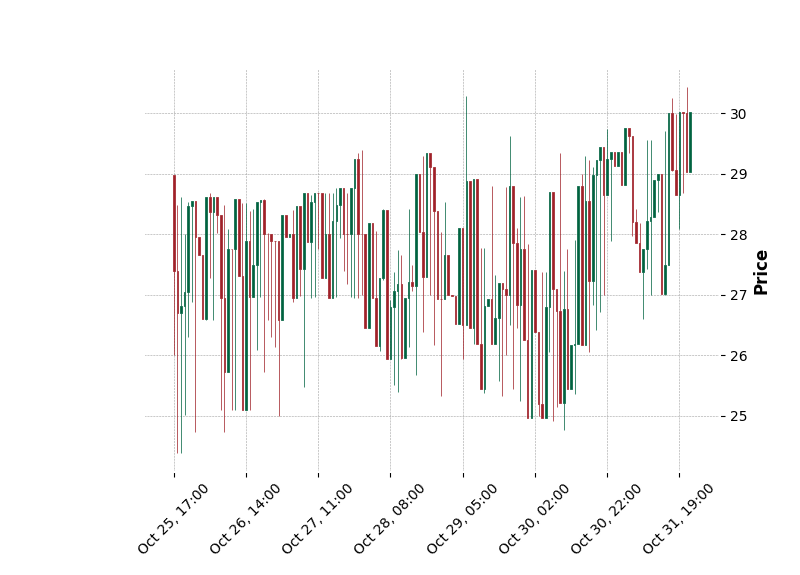 30
29
28
27
26
25
Price
Oct 25, 17:00
Oct 26, 14:00
Oct 27, 11:00
Oct 28, 08:00
Oct 29, 05:00
Oct 30, 02:00
Oct 30, 22:00
Oct 31, 19:00